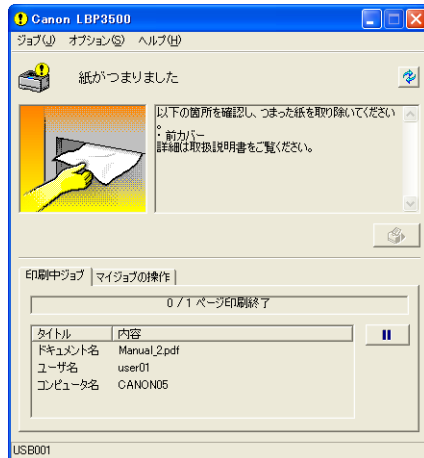 Canon LBP3500
ジョブ(J) オプション(S) ヘルプ(H)
紙がつまりました
以下の箇所を確認し、つまった紙を取り除いてください
。
・前カバー
詳細は取扱説明書をご覧ください。
印刷中ジョブ マイジョブの操作
0 / 1 ページ印刷終了
タイトル 内容
ドキュメント名 Manual_2.pdf
ユーザ名 user01
コンピュータ名 CANON05
USB001